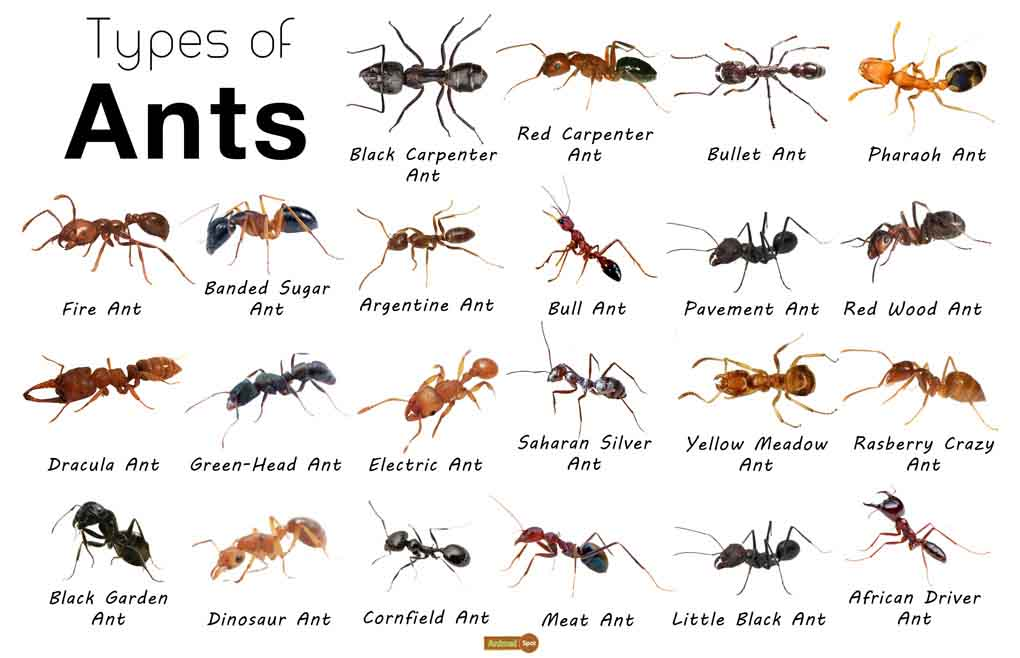 Types of
Ants
Black Carpenter
Ant
Red Carpenter
Ant
Bullet Ant
Pharaoh Ant
Fire Ant
Banded Sugar
Ant
Argentine Ant
Bull Ant
Pavement Ant
Red Wood Ant
Dracula Ant
Green-Head Ant
Electric Ant
Saharan Silver
Ant
Yellow Meadow
Ant
Rasberry Crazy
Ant
Black Garden
Ant
Dinosaur Ant
Cornfield Ant
Meat Ant
Little Black Ant
African Driver
Ant
Animal Spot